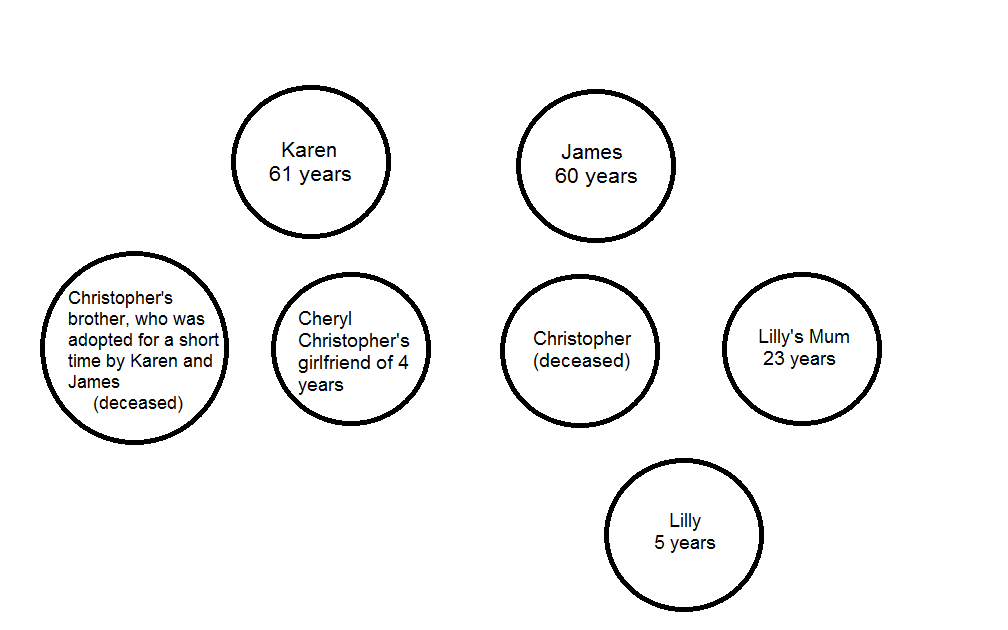 Karen
61 years
James
60 years
Christopher's
brother, who was
adopted for a short
time by Karen and
James
(deceased)
Cheryl
Christopher's
girlfriend of 4
years
Christopher
(deceased)
Lilly's Mum
23 years
Lilly
5 years